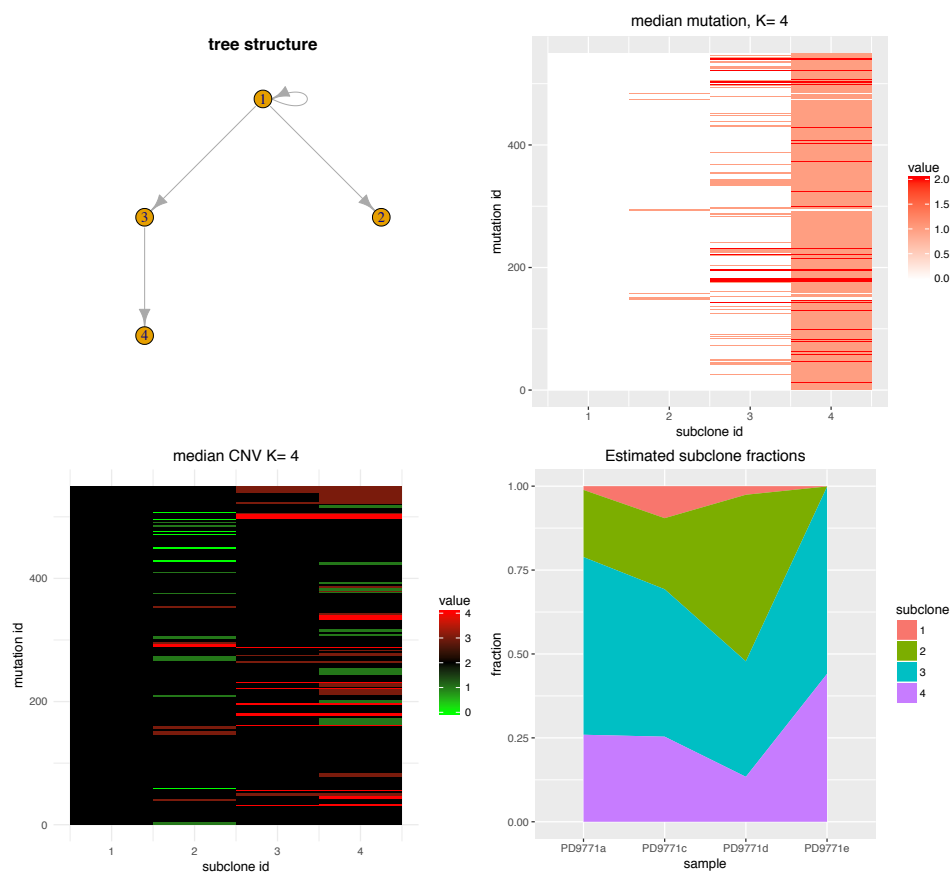 tree structure
1
3
2
4
median mutation, K= 4
mutation id
400
200
0
1
2
3
4
subclone id
value
2.0
1.5
1.0
0.5
0.0
median CNV K= 4
mutation id
400
200
0
1
2
3
4
subclone id
value
4
3
2
1
0
Estimated subclone fractions
fraction
1.00
0.75
0.50
0.25
0.00
PD9771a
PD9771c
PD9771d
PD9771e
sample
subclone
1
2
3
4